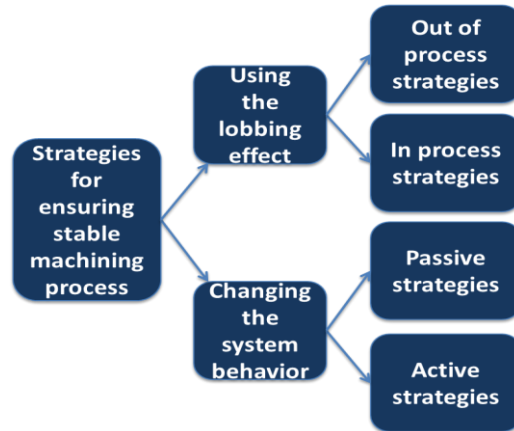 Strategies
for
ensuring
stable
machining
process
Using
the
lobbing
effect
Changing
the
system
behavior
Out of
process
strategies
In process
strategies
Passive
strategies
Active
strategies